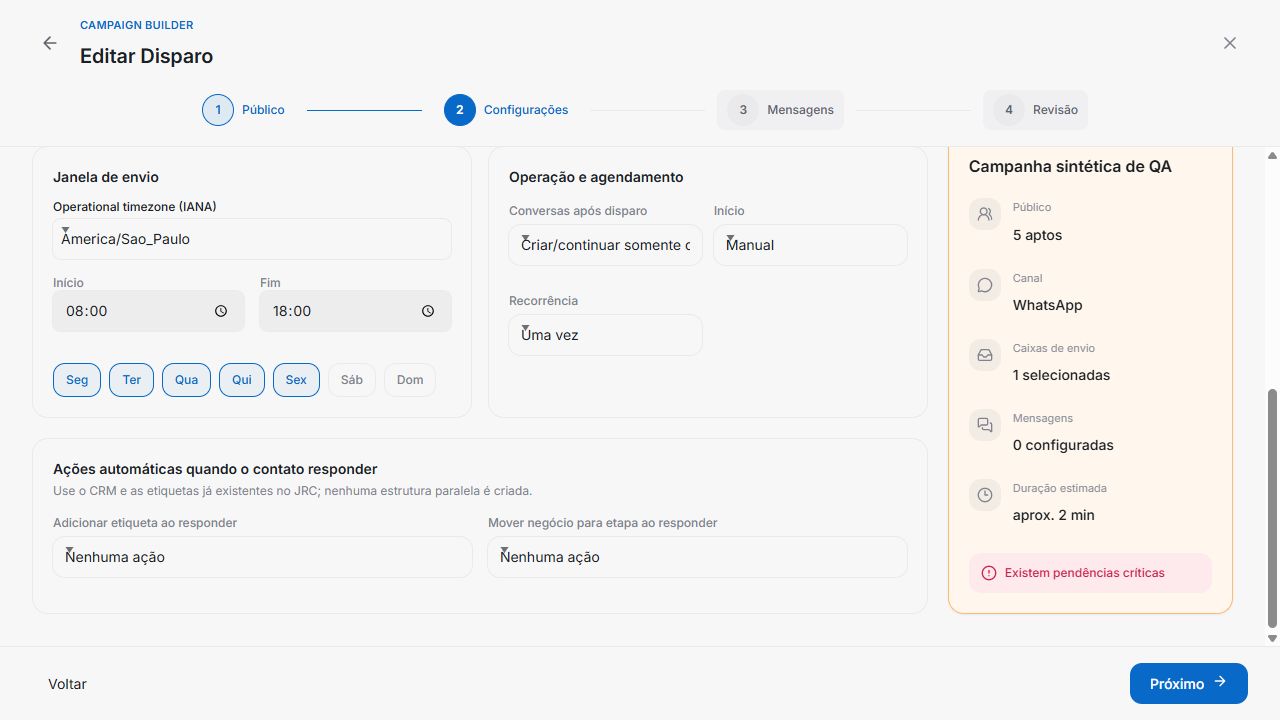 CAMPAIGN BUILDER
Editar Disparo
1 Público
2 Configurações
3 Mensagens
4 Revisão
Janela de envio
Operational timezone (IANA)
America/Sao_Paulo
Início Fim
08:00 18:00
Seg Ter Qua Qui Sex Sáb Dom
Operação e agendamento
Conversas após disparo Início
Criar/continuar somente c Manual
Recorrência
Uma vez
Ações automáticas quando o contato responder
Use o CRM e as etiquetas já existentes no JRC; nenhuma estrutura paralela é criada.
Adicionar etiqueta ao responder Mover negócio para etapa ao responder
Nenhuma ação Nenhuma ação
Campanha sintética de QA
Público
5 aptos
Canal
WhatsApp
Caixas de envio
1 selecionadas
Mensagens
0 configuradas
Duração estimada
aprox. 2 min
Existem pendências críticas
Voltar
Próximo